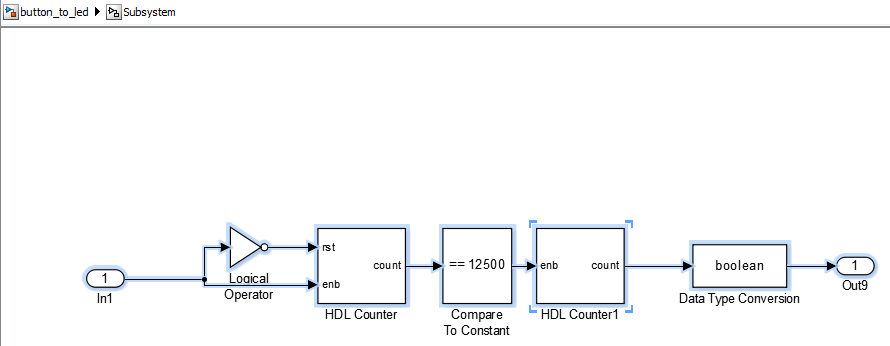 button_to_led Subsystem
1
In1
Logical
Operator
rst
enb
count
HDL Counter
== 12500
Compare
To Constant
enb
count
HDL Counter1
boolean
Data Type Conversion
1
Out9